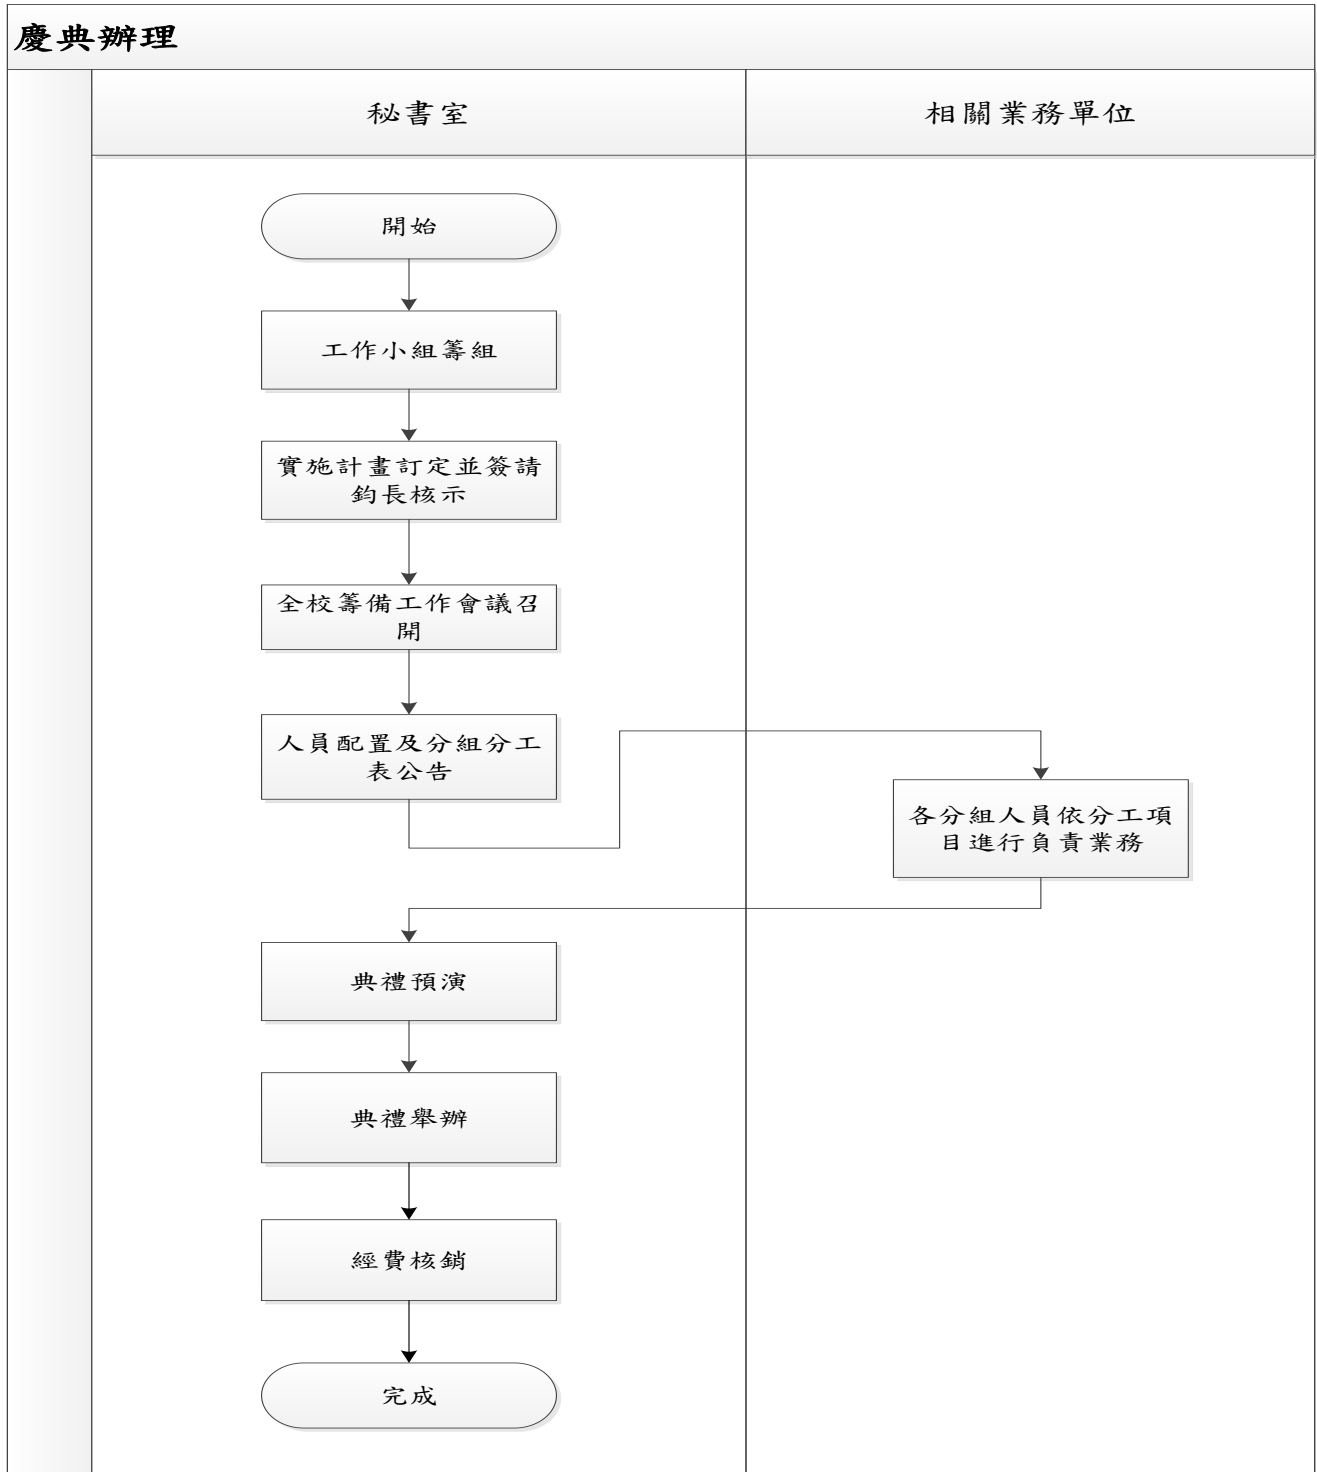 慶典辦理
秘書室
相關業務單位
開始
工作小組籌組
實施計畫訂定並簽請
鈞長核示
全校籌備工作會議召
開
人員配置及分組分工
表公告
各分組人員依分工項
目進行負責業務
典禮預演
典禮舉辦
經費核銷
完成